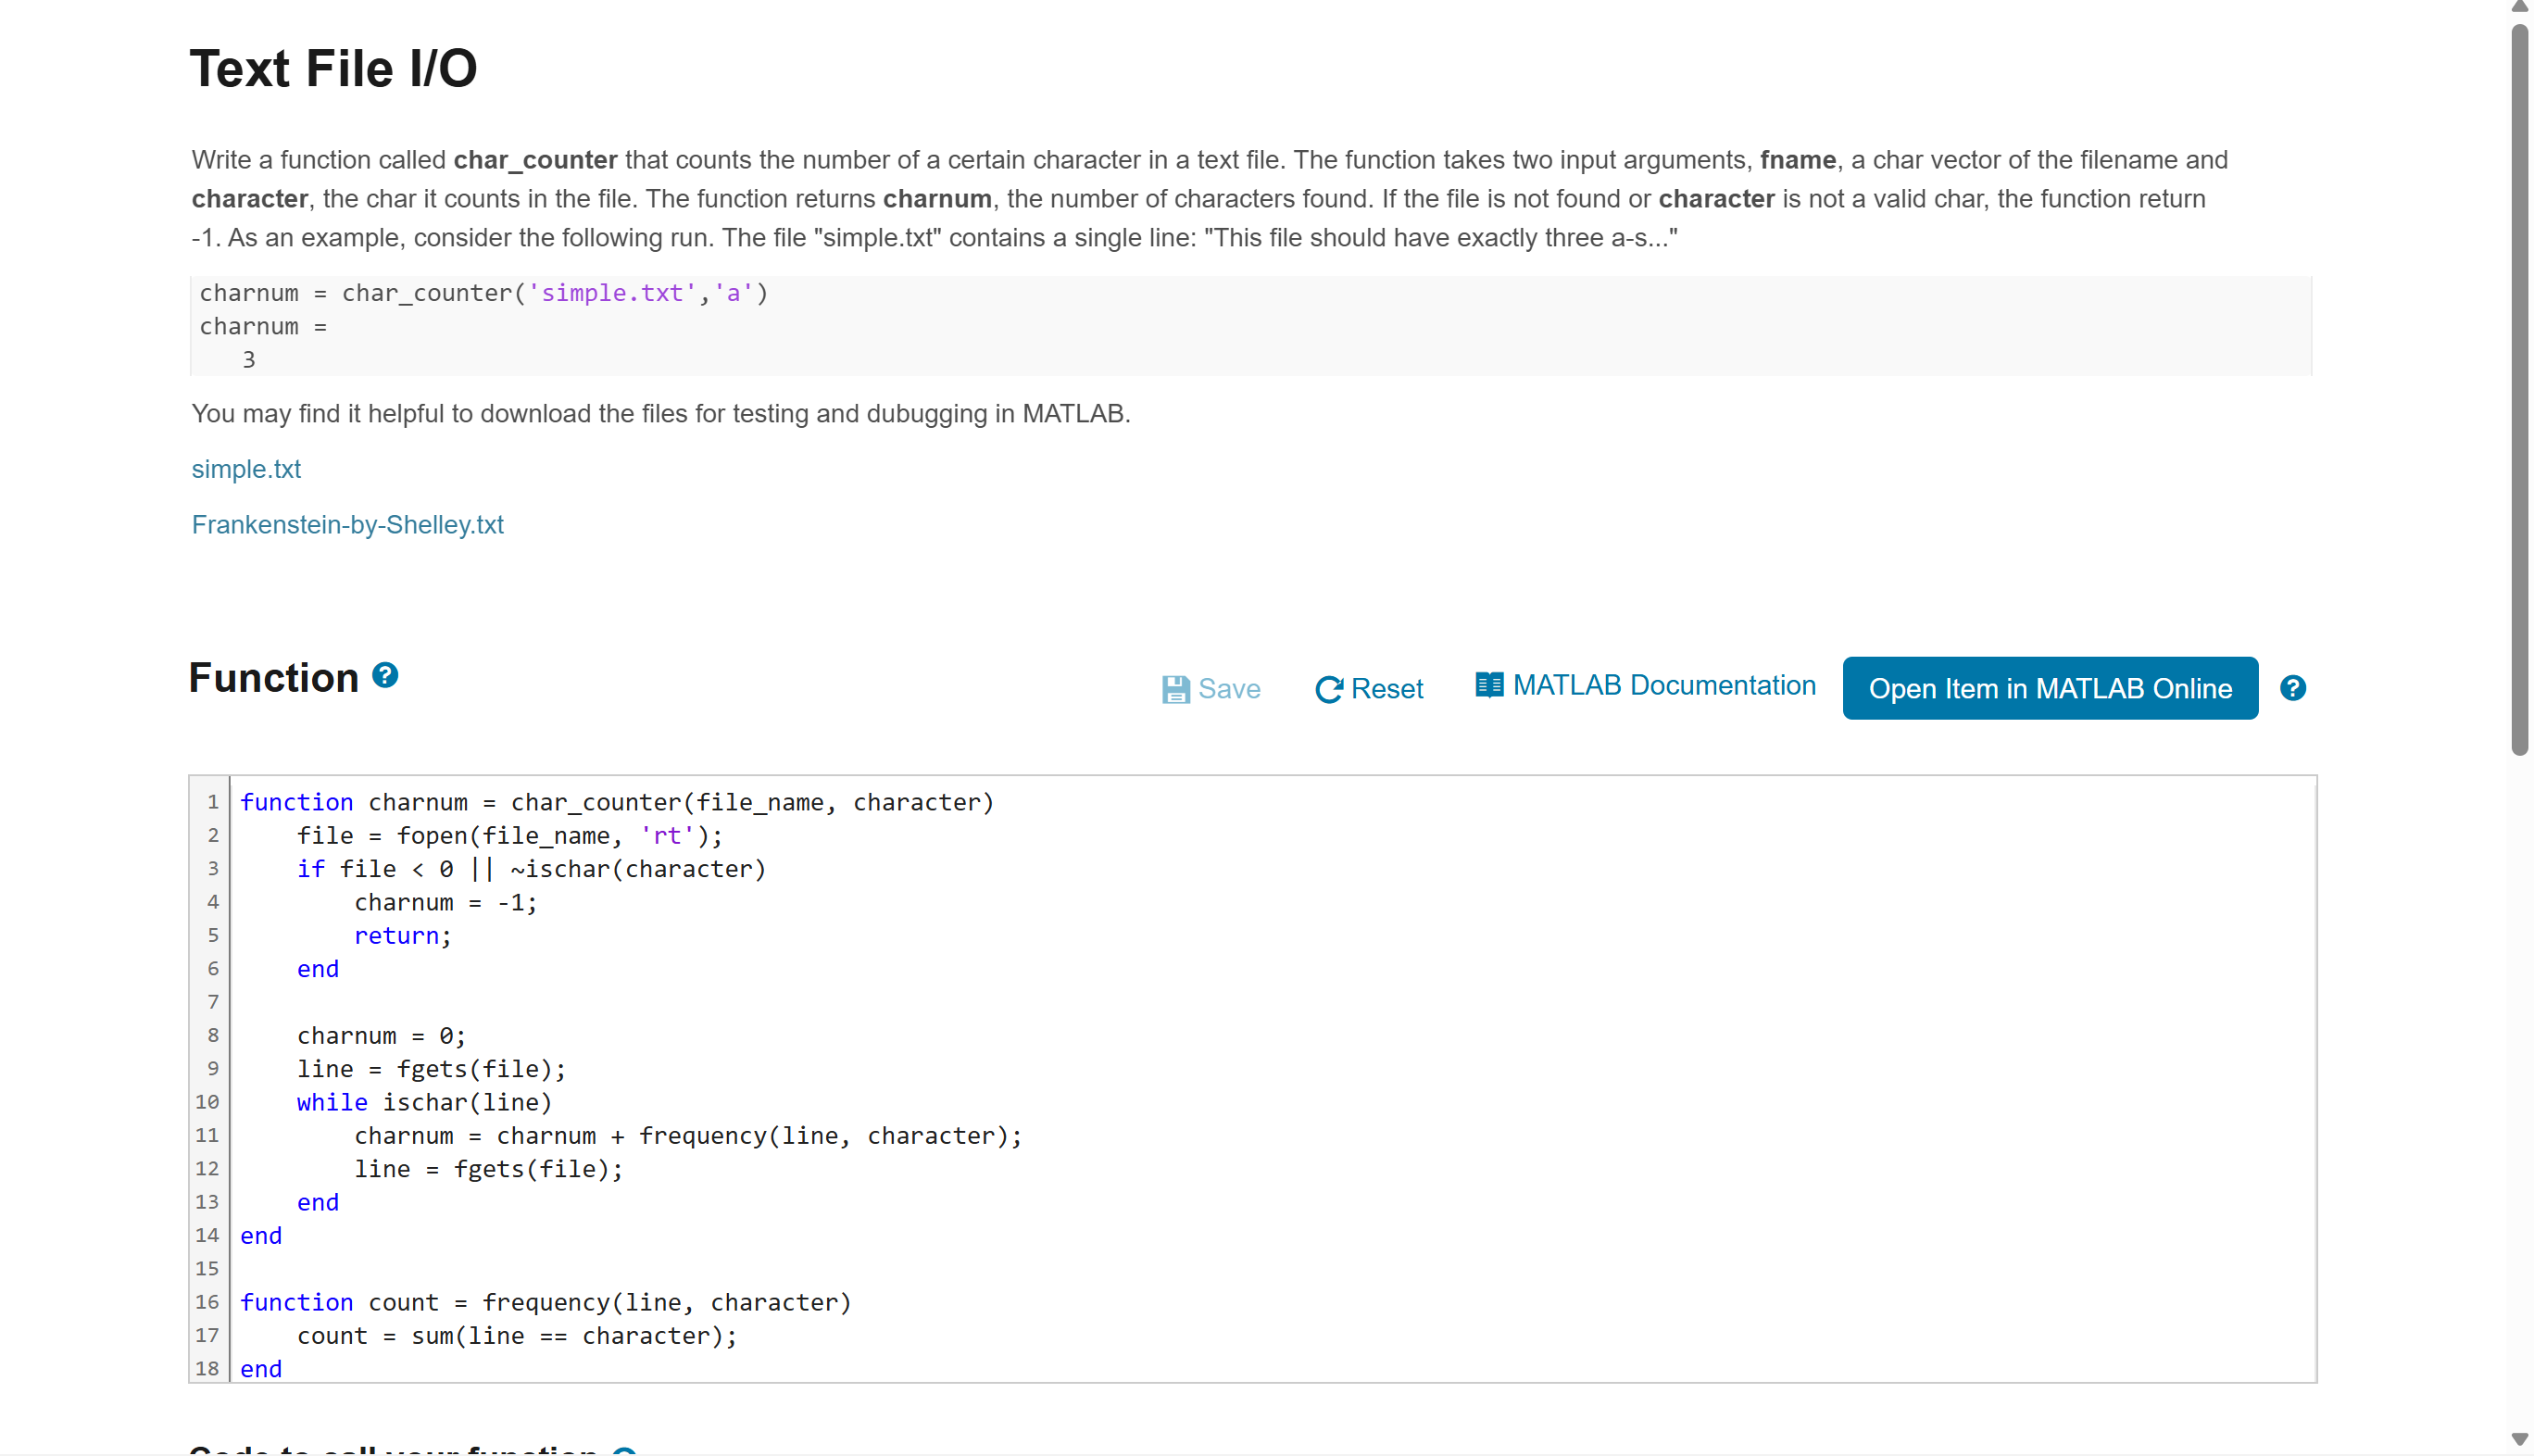 Text File I/O
Write a function called char_counter that counts the number of a certain character in a text file. The function takes two input arguments, fname, a char vector of the filename and
character, the char it counts in the file. The function returns charnum, the number of characters found. If the file is not found or character is not a valid char, the function return
-1. As an example, consider the following run. The file "simple.txt" contains a single line: "This file should have exactly three a-s..."
charnum = char_counter('simple.txt','a')
charnum =
   3
You may find it helpful to download the files for testing and dubugging in MATLAB.
simple.txt
Frankenstein-by-Shelley.txt
Function ?
Save Reset MATLAB Documentation Open Item in MATLAB Online ?
1 function charnum = char_counter(file_name, character)
2     file = fopen(file_name, 'rt');
3     if file < 0 || ~ischar(character)
4         charnum = -1;
5         return;
6     end
7
8     charnum = 0;
9     line = fgets(file);
10     while ischar(line)
11         charnum = charnum + frequency(line, character);
12         line = fgets(file);
13     end
14 end
15
16 function count = frequency(line, character)
17     count = sum(line == character);
18 end
Code to call your function